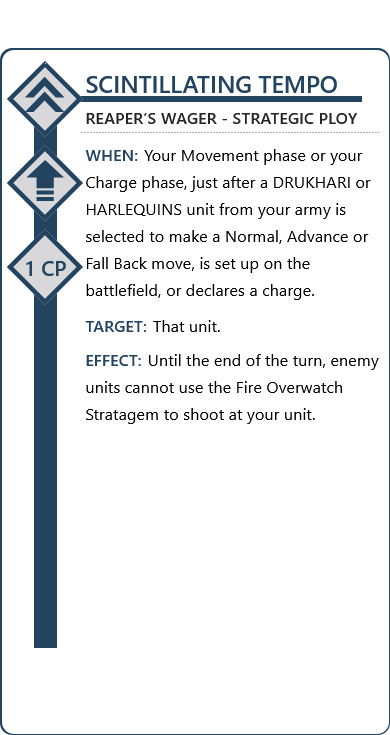 SCINTILLATING TEMPO
REAPER’S WAGER - STRATEGIC PLOY
WHEN: Your Movement phase or your
Charge phase, just after a DRUKHARI or
HARLEQUINS unit from your army is
selected to make a Normal, Advance or
Fall Back move, is set up on the
battlefield, or declares a charge.
1 CP
TARGET: That unit.
EFFECT: Until the end of the turn, enemy
units cannot use the Fire Overwatch
Stratagem to shoot at your unit.